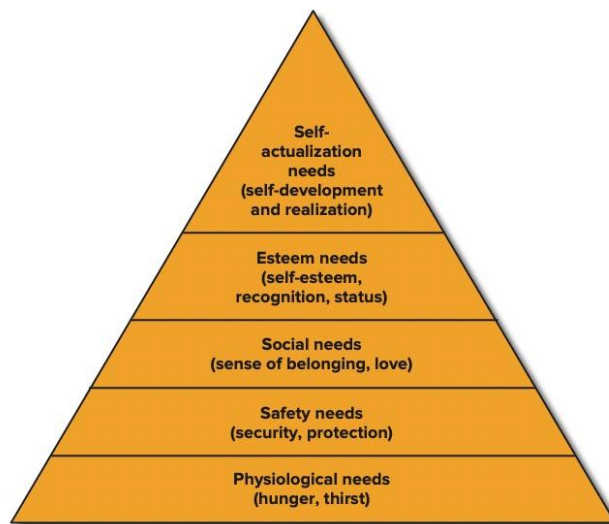 Self-
actualization
needs
(self-development
and realization)
Esteem needs
(self-esteem,
recognition, status)
Social needs
(sense of belonging, love)
Safety needs
(security, protection)
Physiological needs
(hunger, thirst)